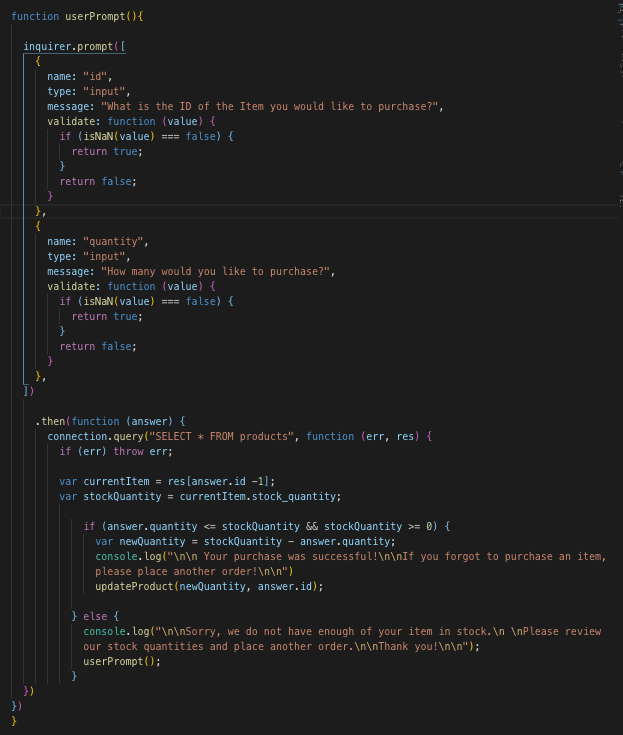 function userPrompt(){
inquirer.prompt([
{
name: "id",
type: "input",
message: "What is the ID of the Item you would like to purchase?",
validate: function (value) {
if (isNaN(value) === false) {
return true;
}
return false;
}
},
{
name: "quantity",
type: "input",
message: "How many would you like to purchase?",
validate: function (value) {
if (isNaN(value) === false) {
return true;
}
return false;
}
},
])
.then(function (answer) {
connection.query("SELECT * FROM products", function (err, res) {
if (err) throw err;
var currentItem = res[answer.id -1];
var stockQuantity = currentItem.stock_quantity;
if (answer.quantity <= stockQuantity && stockQuantity >= 0) {
var newQuantity = stockQuantity - answer.quantity;
console.log("\n\n Your purchase was successful!\n\nIf you forgot to purchase an item,
please place another order!\n\n")
updateProduct(newQuantity, answer.id);
} else {
console.log("\n\nSorry, we do not have enough of your item in stock.\n \nPlease review
our stock quantities and place another order.\n\nThank you!\n\n");
userPrompt();
}
})
})
}